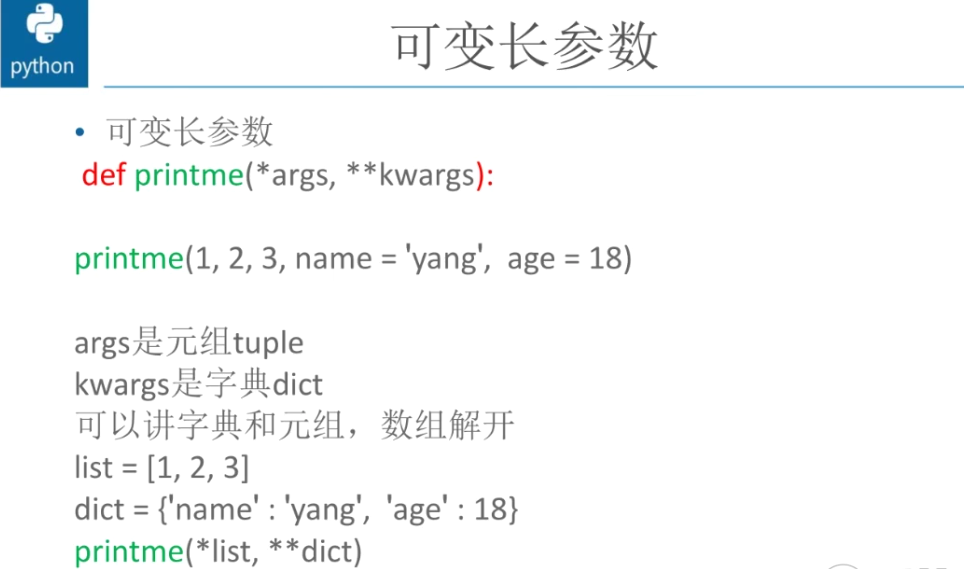 python
可变长参数
• 可变长参数
def printme(*args, **kwargs):
printme(1, 2, 3, name = 'yang', age = 18)
args是元组tuple
kwargs是字典dict
可以讲字典和元组，数组解开
list = [1, 2, 3]
dict = {'name' : 'yang', 'age' : 18}
printme(*list, **dict)